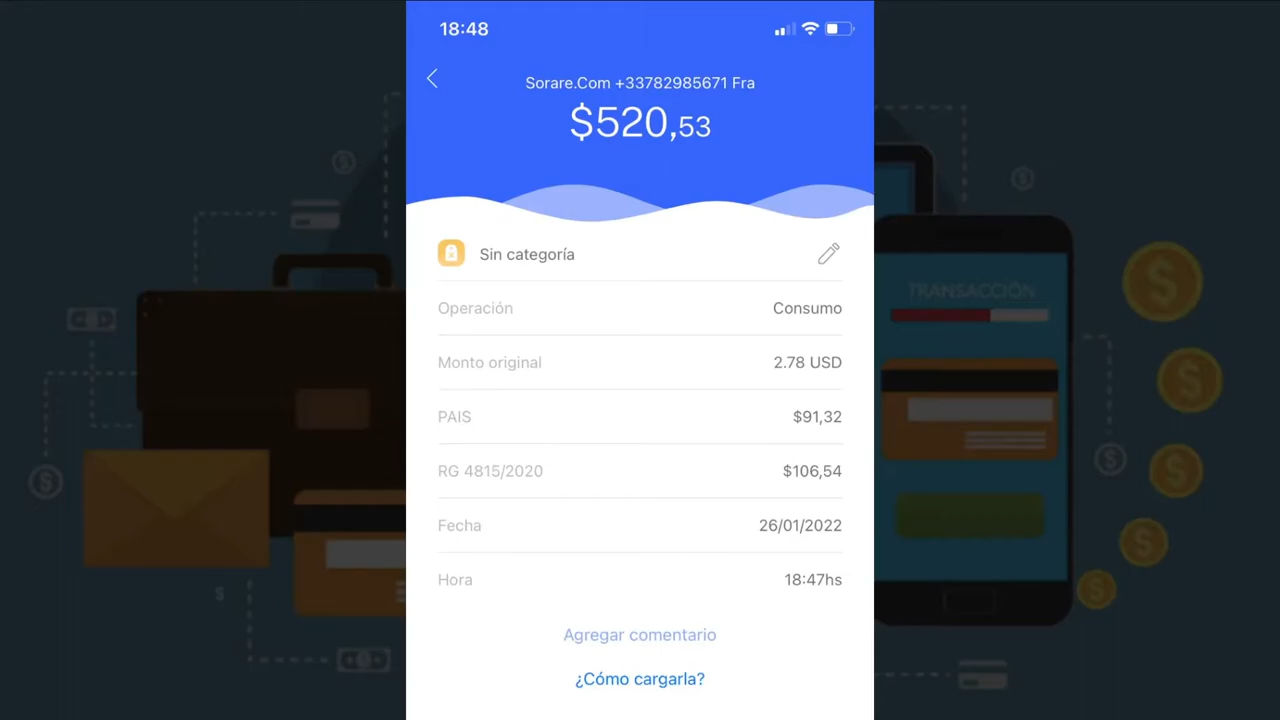 18:48
Sorare.Com +33782985671 Fra
$520,53
Sin categoría
Operación Consumo
Monto original 2.78 USD
PAIS $91,32
RG 4815/2020 $106,54
Fecha 26/01/2022
Hora 18:47hs
Agregar comentario
¿Cómo cargarla?
TRANSACCIÓN